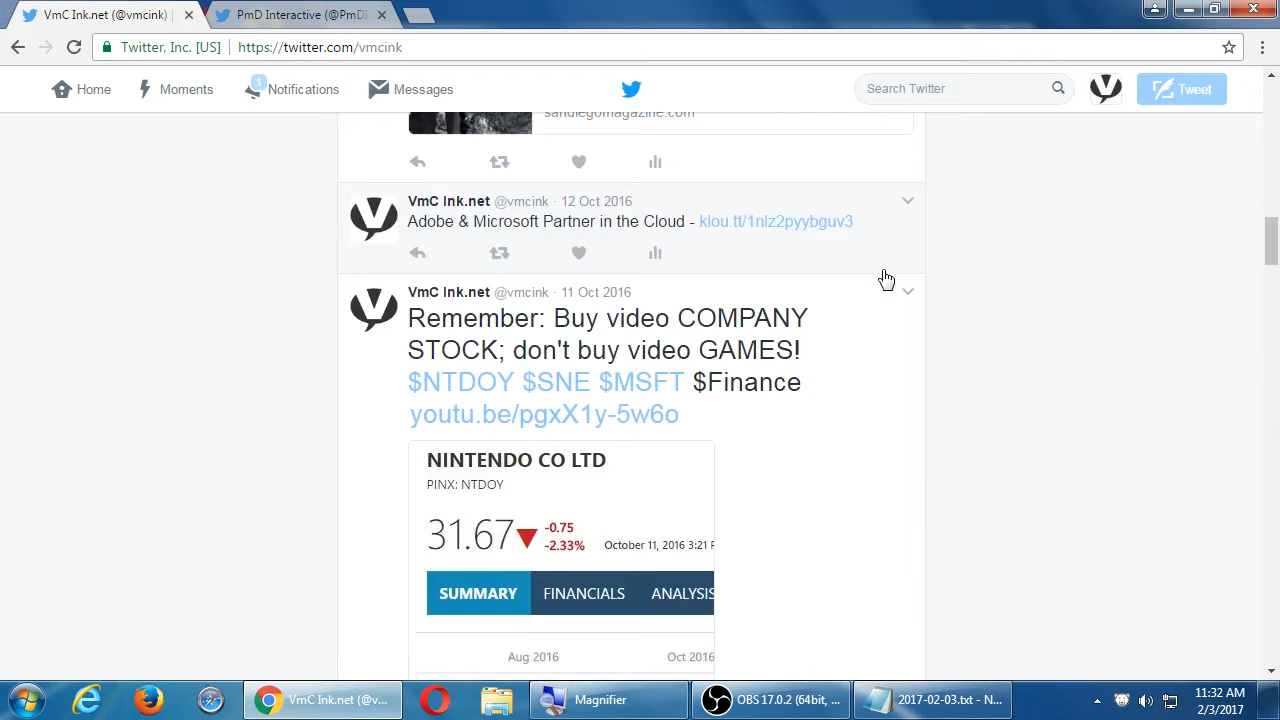 VmC Ink.net (@vmcink) |
PmD Interactive (@PmD
Twitter, Inc. [US]
https://twitter.com/vmcink
Home
Moments
1
Notifications
Messages
Search Twitter
Tweet
sandiegomagazine.com
VmC Ink.net @vmcink · 12 Oct 2016
Adobe & Microsoft Partner in the Cloud - klou.tt/1nlz2pyybguv3
VmC Ink.net @vmcink · 11 Oct 2016
Remember: Buy video COMPANY
STOCK; don't buy video GAMES!
$NTDOY $SNE $MSFT $Finance
youtu.be/pgxX1y-5w6o
NINTENDO CO LTD
PINX: NTDOY
31.67
-0.75
-2.33%
October 11, 2016 3:21
SUMMARY
FINANCIALS
ANALYSIS
Aug 2016
Oct 2016
VmC Ink.net (@v...
Magnifier
OBS 17.0.2 (64bit, ...
2017-02-03.txt - N...
11:32 AM
2/3/2017